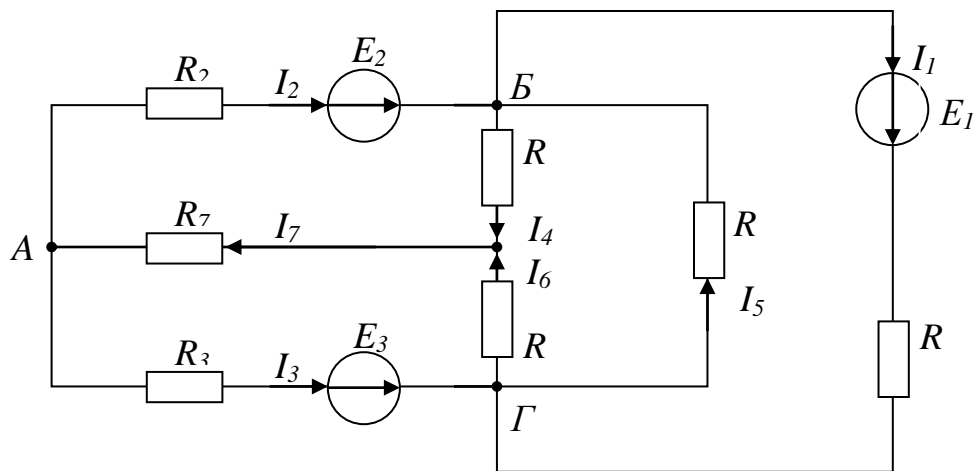 R2 I2 E2 Б I1
E1
R
R
А R7 I7 I4
I6
I5
R
R3 I3 E3 R
Г